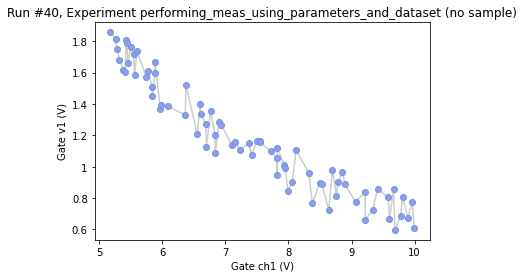 Run #40, Experiment performing_meas_using_parameters_and_dataset (no sample)
Gate v1 (V)
1.8
1.6
1.4
1.2
1
0.8
0.6
5 6 7 8 9 10
Gate ch1 (V)